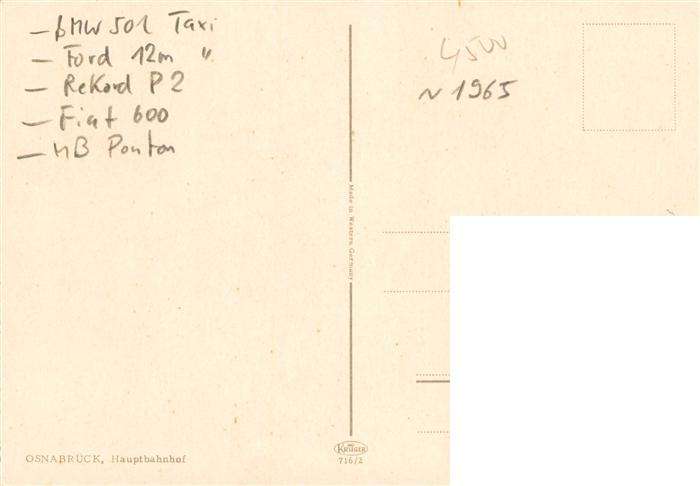 - BMW 501 Taxi
- Ford 12m "
- Rekord P2
- Fiat 600
- MB Ponton
4500
~ 1965
Made in Western Germany
OSNABRÜCK, Hauptbahnhof
KRÜGER
716/2